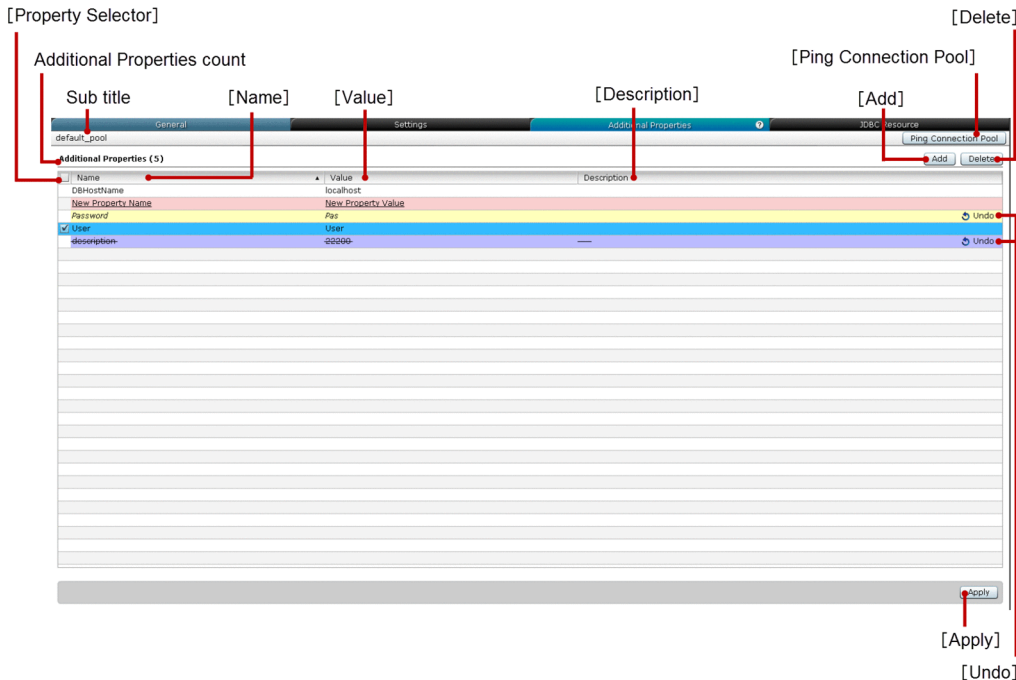 [Property Selector]
[Delete]
Additional Properties count
[Ping Connection Pool]
Sub title
[Name]
[Value]
[Description]
[Add]
General
Settings
Additional Properties
?
JDBC Resource
default_pool
Ping Connection Pool
Additional Properties (5)
Add
Delete
Name
Value
Description
DBHostName
localhost
New Property Name
New Property Value
Password
Pas
Undo
User
User
description
22200
Undo
Apply
[Apply]
[Undo]